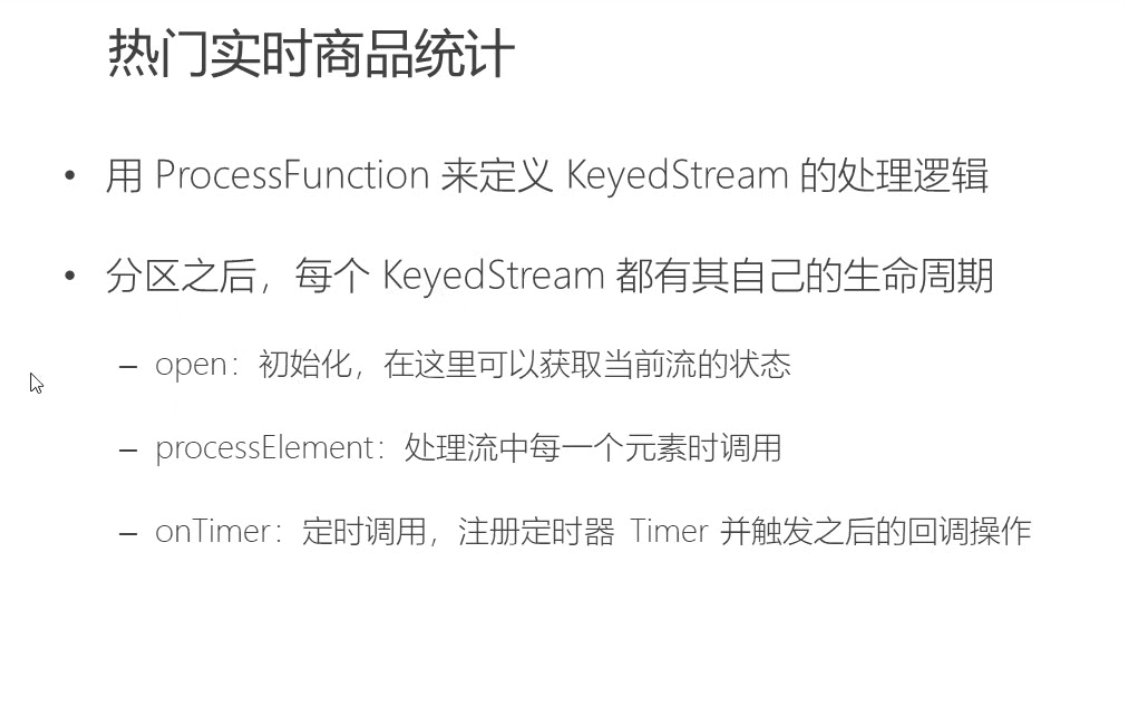 热门实时商品统计
• 用 ProcessFunction 来定义 KeyedStream 的处理逻辑
• 分区之后，每个 KeyedStream 都有其自己的生命周期
– open：初始化，在这里可以获取当前流的状态
– processElement：处理流中每一个元素时调用
– onTimer：定时调用，注册定时器 Timer 并触发之后的回调操作